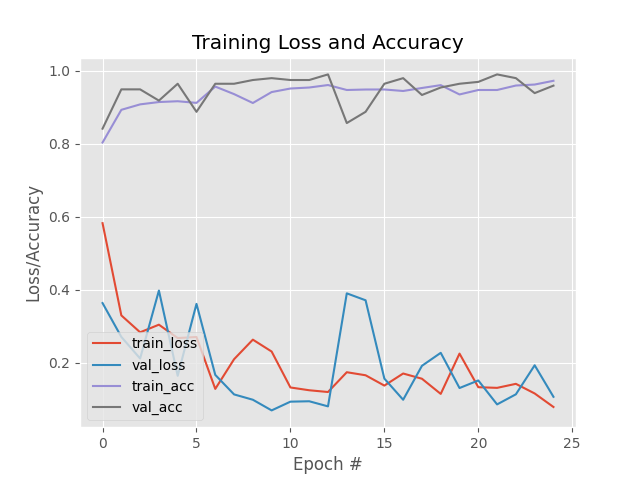 Training Loss and Accuracy
1.0
0.8
0.6
0.4
0.2
Loss/Accuracy
train_loss
val_loss
train_acc
val_acc
0
5
10
15
20
25
Epoch #